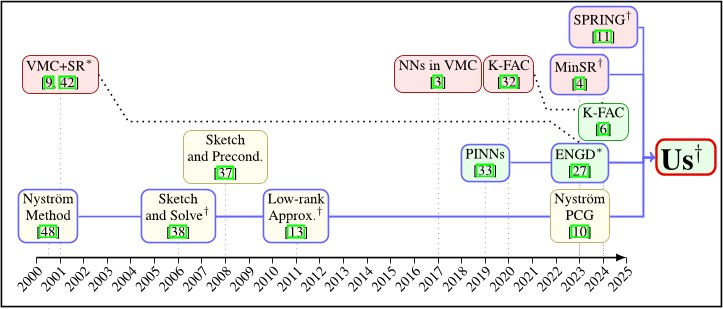 SPRING†
[11]
VMC+SR*
[9, 42]
NNs in VMC
[3]
K-FAC
[32]
MinSR†
[4]
K-FAC
[6]
Sketch
and Precond.
[37]
PINNs
[33]
ENGD*
[27]
Us†
Nyström
Method
[48]
Sketch
and Solve†
[38]
Low-rank
Approx.†
[13]
Nyström
PCG
[10]
2000 2001 2002 2003 2004 2005 2006 2007 2008 2009 2010 2011 2012 2013 2014 2015 2016 2017 2018 2019 2020 2021 2022 2023 2024 2025